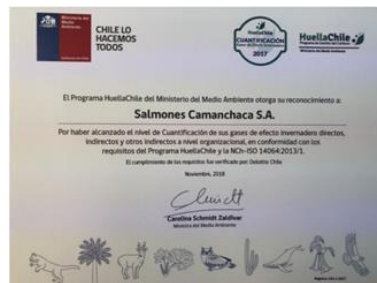 CHILE LO
HACEMOS
TODOS
HuellaChile
CUANTIFICACIÓN
2017
HuellaChile
Ministerio del Medio Ambiente
Ministerio del
Medio
Ambiente
El Programa HuellaChile del Ministerio del Medio Ambiente otorga su reconocimiento a:
Salmones Camanchaca S.A.
Por haber alcanzado el nivel de Cuantificación de sus gases de efecto invernadero directos,
indirectos y otros indirectos a nivel organizacional, en conformidad con los
requisitos del Programa HuellaChile y la NCh-ISO 14064:2013/1.
El cumplimiento de los requisitos fue verificado por Deloitte Chile
Noviembre, 2018
Carolina Schmidt Zaldívar
Ministra del Medio Ambiente